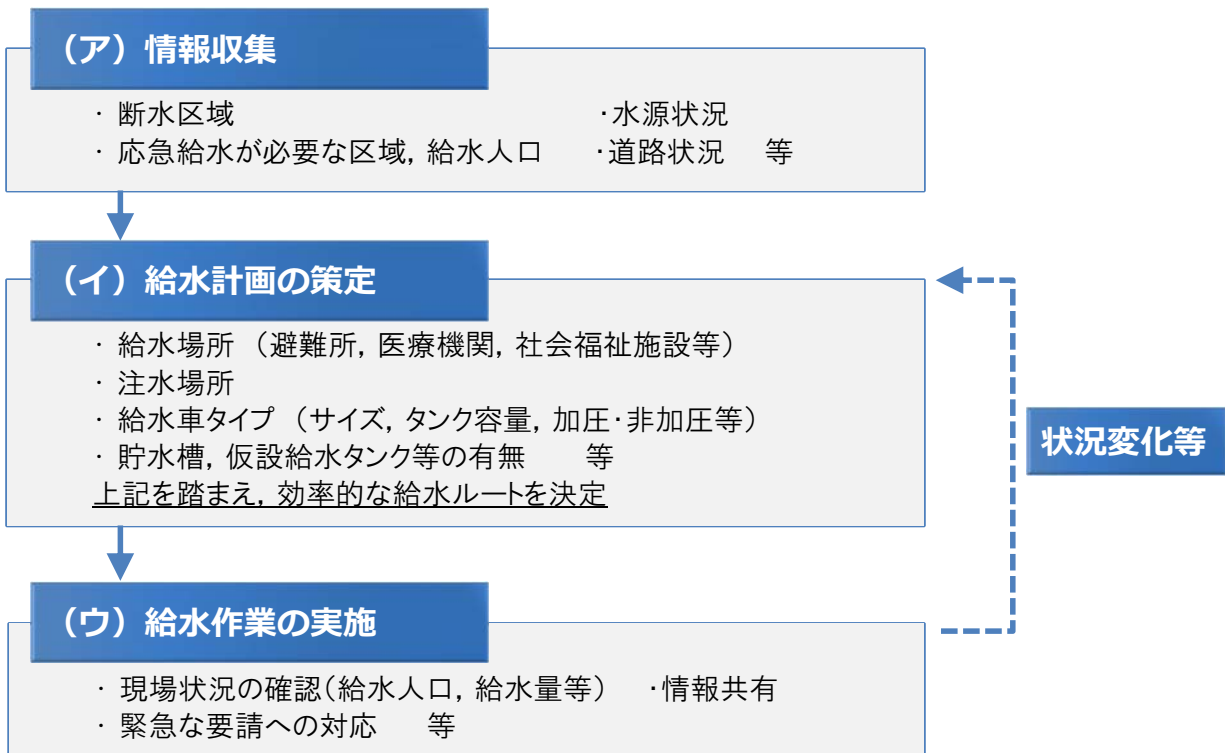 （ア）情報収集
· 断水区域　・水源状況
· 応急給水が必要な区域, 給水人口　・道路状況　等
（イ）給水計画の策定
· 給水場所 （避難所, 医療機関, 社会福祉施設等）
· 注水場所
· 給水車タイプ （サイズ, タンク容量, 加圧・非加圧等）
· 貯水槽, 仮設給水タンク等の有無　等
上記を踏まえ, 効率的な給水ルートを決定
状況変化等
（ウ）給水作業の実施
· 現場状況の確認（給水人口, 給水量等）　・情報共有
· 緊急な要請への対応　等